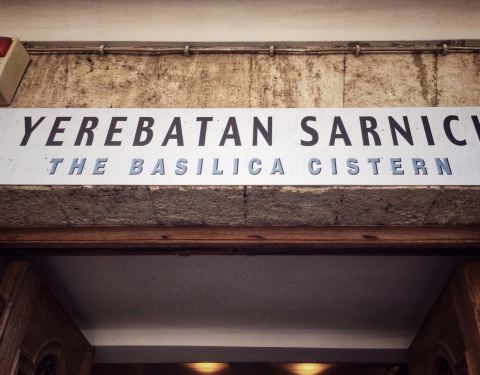 YEREBATAN SARNICI
THE BASILICA CISTERN